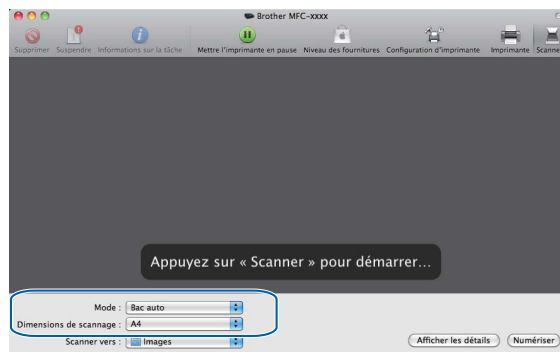 Brother MFC-xxxx
Supprimer Suspendre Informations sur la tâche Mettre l'imprimante en pause Niveau des fournitures Configuration d'imprimante Imprimante Scanne
Appuyez sur « Scanner » pour démarrer...
Mode : Bac auto
Dimensions de scannage : A4
Scanner vers : Images Afficher les détails Numériser